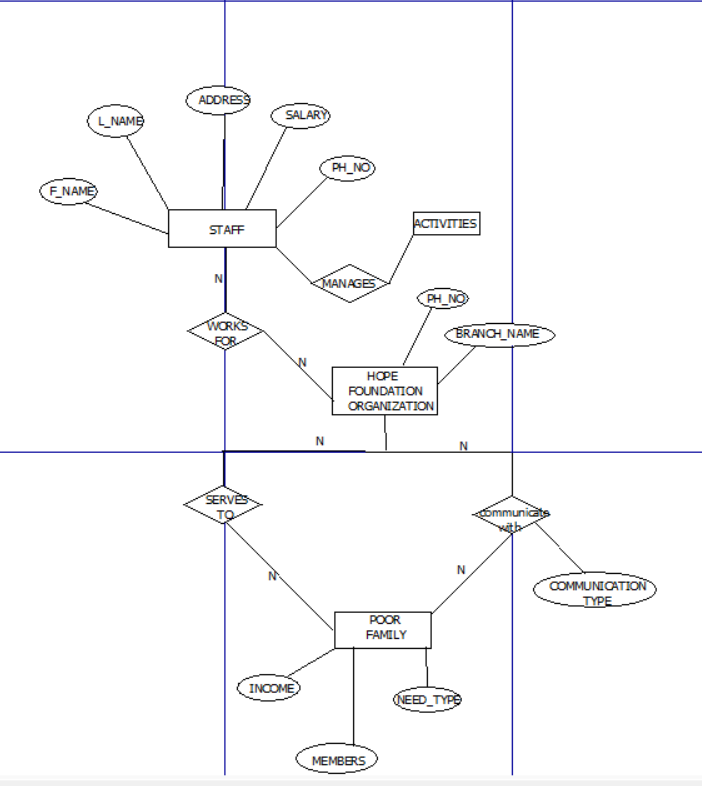 ADDRESS
L_NAME
SALARY
PH_NO
F_NAME
STAFF
ACTIVITIES
N
MANAGES
PH_NO
WORKS
FOR
BRANCH_NAME
N
HOPE
FOUNDATION
ORGANIZATION
N
N
SERVES
TO
communicate
with
N
N
COMMUNICATION
TYPE
POOR
FAMILY
INCOME
NEED_TYPE
MEMBERS